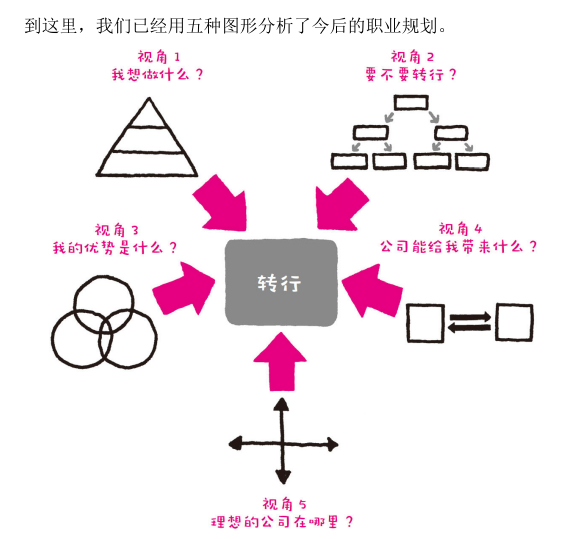 到这里，我们已经用五种图形分析了今后的职业规划。
视角1
我想做什么？
视角2
要不要转行？
视角3
我的优势是什么？
视角4
公司能给我带来什么？
转行
视角5
理想的公司在哪里？